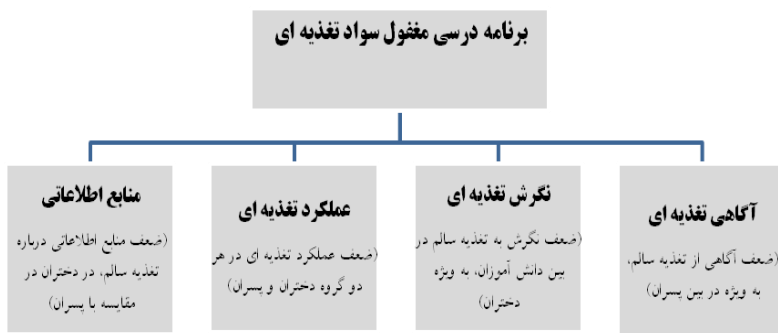 برنامه درسی مغفول سواد تغذیه ای
آگاهی تغذیه ای
(ضعف آگاهی از تغذیه سالم،
به ویژه در بین پسران)
نگرش تغذیه ای
(ضعف نگرش به تغذیه سالم در
بین دانش آموزان، به ویژه
دختران)
عملکرد تغذیه ای
(ضعف عملکرد تغذیه ای در هر
دو گروه دختران و پسران)
منابع اطلاعاتی
(ضعف منابع اطلاعاتی درباره
تغذیه سالم، در دختران در
مقایسه با پسران)